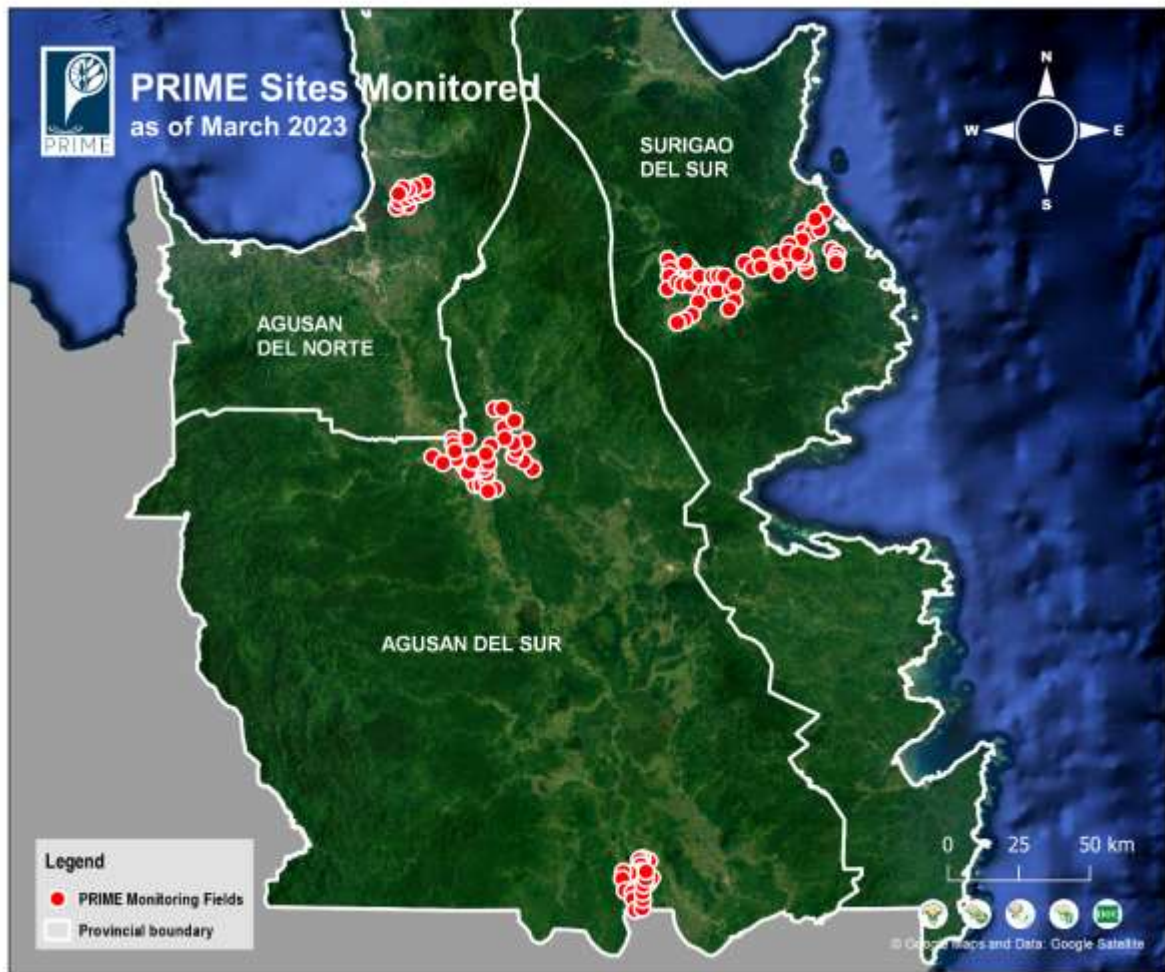 PRIME
PRIME Sites Monitored
as of March 2023
N
W E
S
SURIGAO
DEL SUR
AGUSAN
DEL NORTE
AGUSAN DEL SUR
Legend
PRIME Monitoring Fields
Provincial boundary
0 25 50 km
© Google Maps and Data: Google Satellite